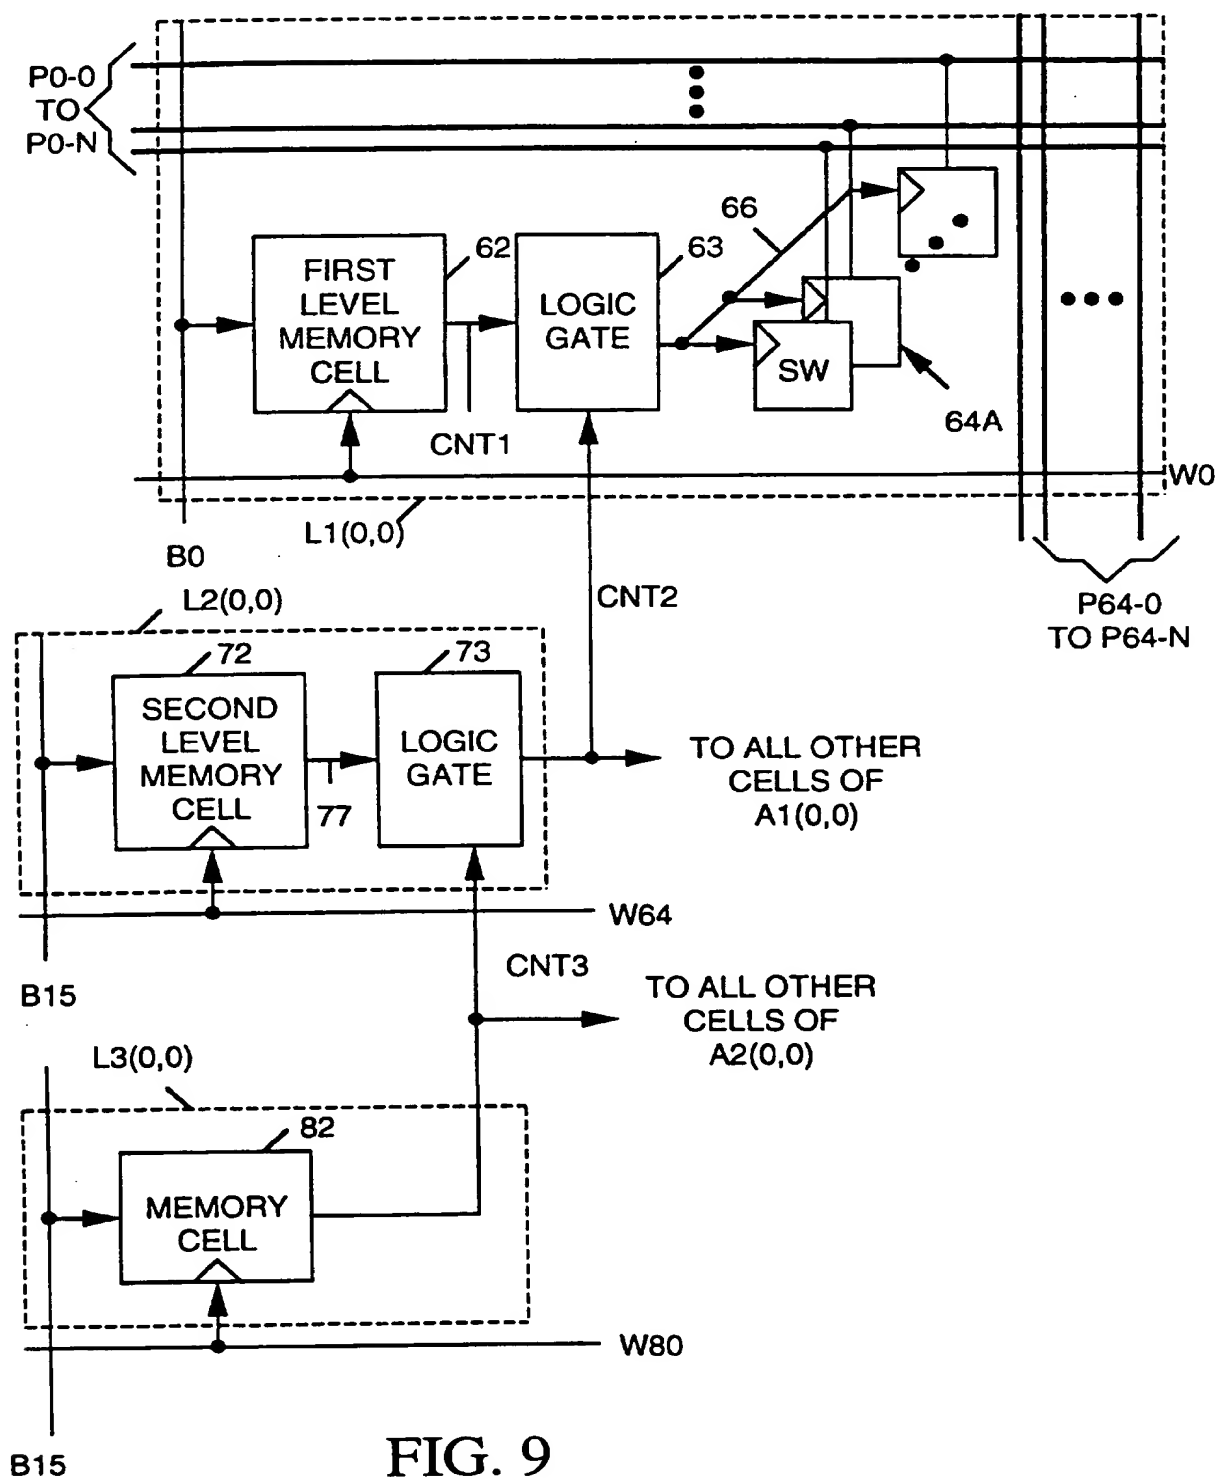 P0-0
TO
P0-N
66
62
63
FIRST
LEVEL
MEMORY
CELL
LOGIC
GATE
SW
64A
CNT1
W0
L1(0,0)
B0
CNT2
P64-0
TO P64-N
L2(0,0)
72
73
SECOND
LEVEL
MEMORY
CELL
77
LOGIC
GATE
TO ALL OTHER
CELLS OF
A1(0,0)
W64
B15
CNT3
TO ALL OTHER
CELLS OF
A2(0,0)
L3(0,0)
82
MEMORY
CELL
W80
B15
FIG. 9